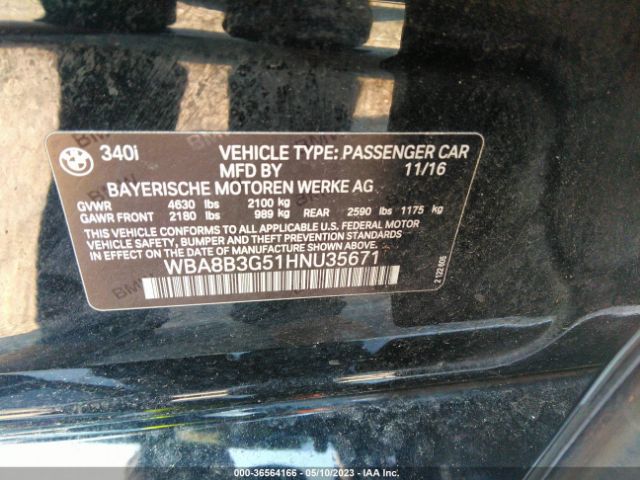 340i VEHICLE TYPE: PASSENGER CAR
MFD BY 11/16
BAYERISCHE MOTOREN WERKE AG
GVWR 4630 lbs 2100 kg
GAWR FRONT 2180 lbs 989 kg REAR 2590 lbs 1175 kg
THIS VEHICLE CONFORMS TO ALL APPLICABLE U.S. FEDERAL MOTOR
VEHICLE SAFETY, BUMPER AND THEFT PREVENTION STANDARDS
IN EFFECT ON THE DATE OF MANUFACTURE SHOWN ABOVE.
WBA8B3G51HNU35671
2 122 605
000-36564166 - 05/10/2023 - IAA Inc.